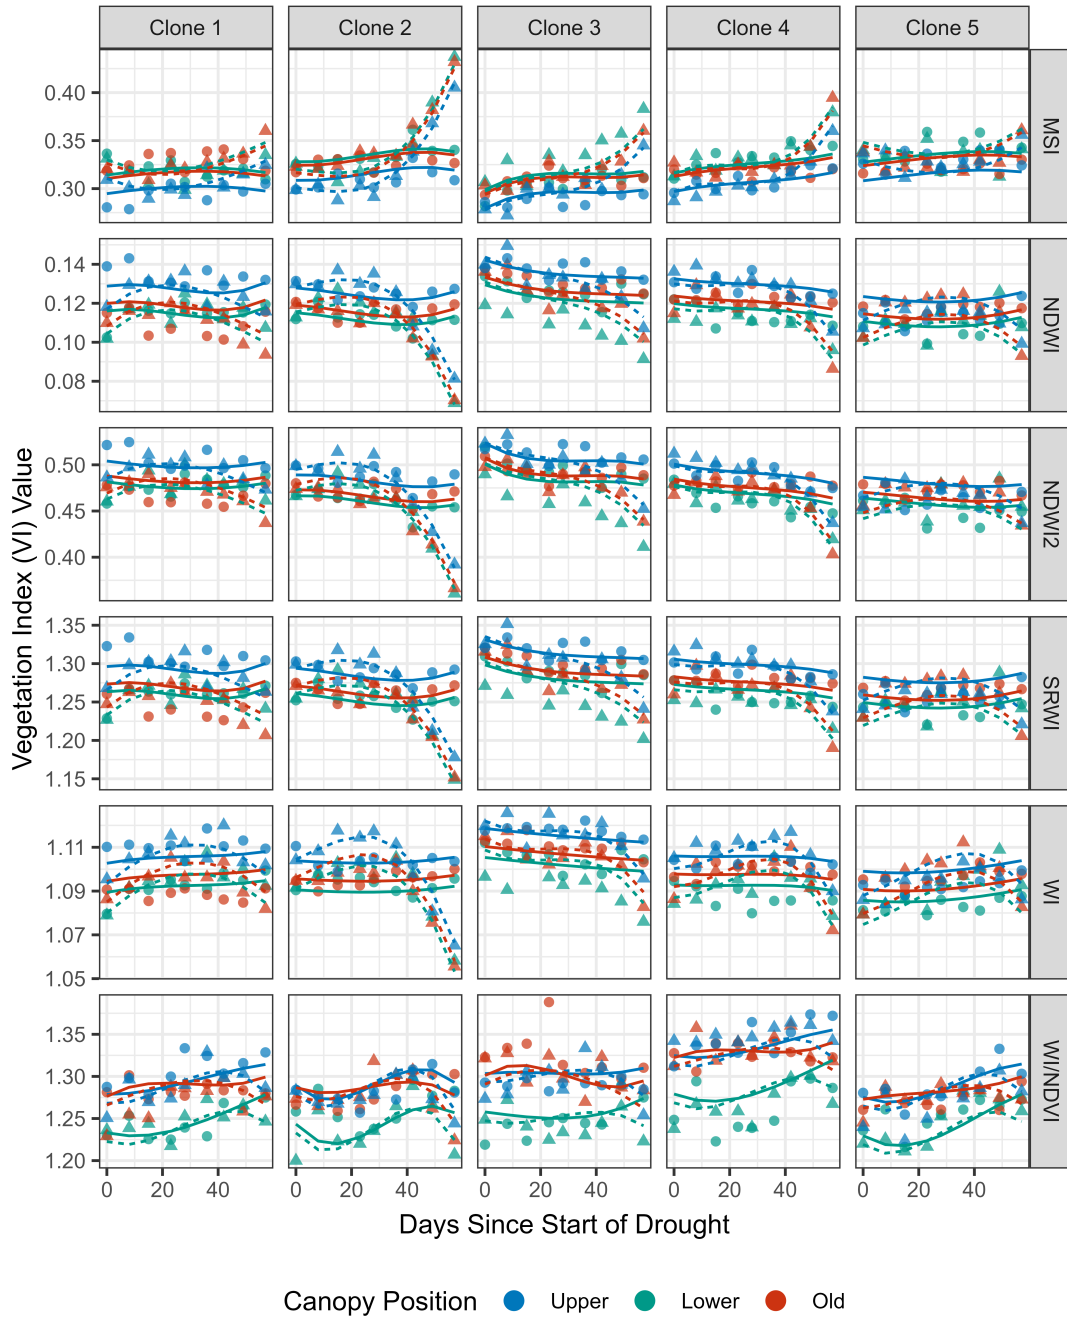 Clone 1 Clone 2 Clone 3 Clone 4 Clone 5
0.40
0.35
0.30
MSI
0.14
0.12
0.10
0.08
NDWI
0.50
0.45
0.40
NDWI2
1.35
1.30
1.25
1.20
1.15
SRWI
1.11
1.09
1.07
1.05
WI
1.35
1.30
1.25
1.20
WI/NDVI
Vegetation Index (VI) Value
0 20 40 0 20 40 0 20 40 0 20 40 0 20 40
Days Since Start of Drought
Canopy Position Upper Lower Old